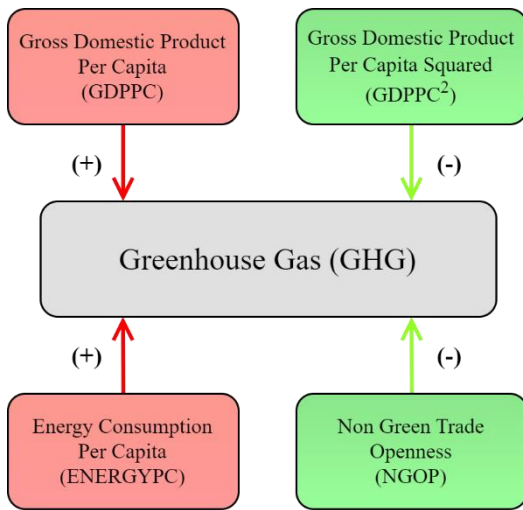 Gross Domestic Product
Per Capita
(GDPPC)
Gross Domestic Product
Per Capita Squared
(GDPPC²)
(+)
(-)
Greenhouse Gas (GHG)
(+)
(-)
Energy Consumption
Per Capita
(ENERGYPC)
Non Green Trade
Openness
(NGOP)